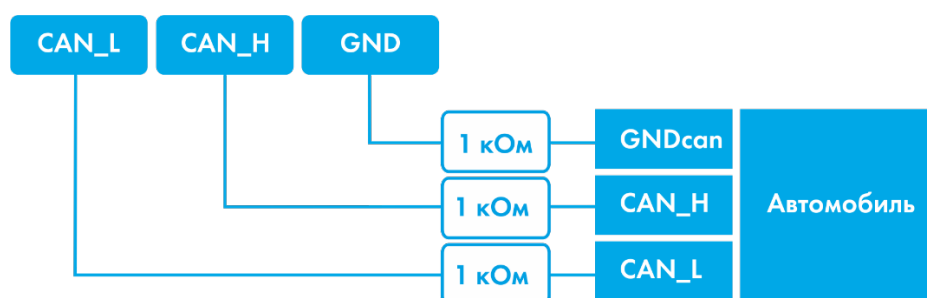 CAN_L CAN_H GND
1 кОм GNDcan
1 кОм CAN_H Автомобиль
1 кОм CAN_L